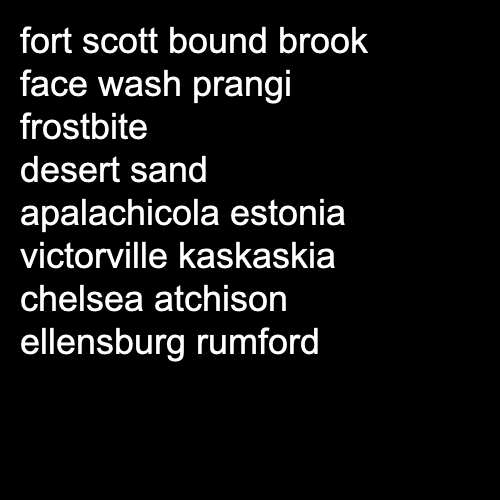 fort scott bound brook
face wash prangi
frostbite
desert sand
apalachicola estonia
victorville kaskaskia
chelsea atchison
ellensburg rumford